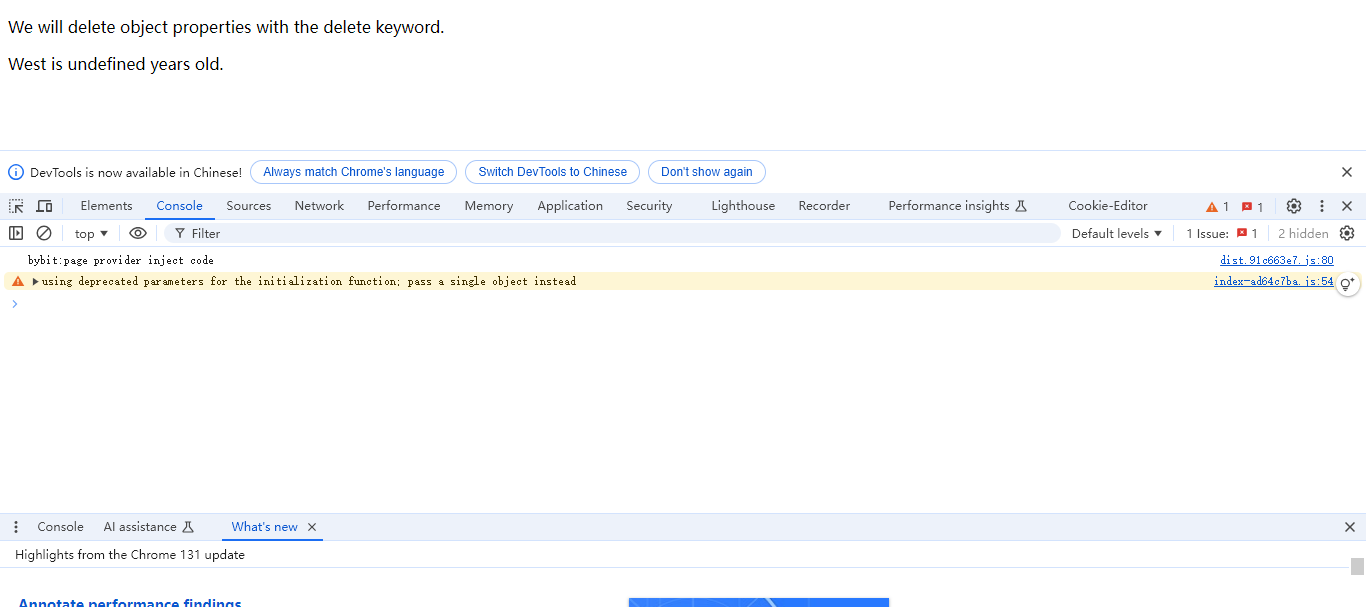 We will delete object properties with the delete keyword.
West is undefined years old.
DevTools is now available in Chinese! Always match Chrome's language Switch DevTools to Chinese Don't show again
Elements Console Sources Network Performance Memory Application Security Lighthouse Recorder Performance insights Cookie-Editor 1 1
top Filter Default levels 1 Issue: 1 2 hidden
bybit:page provider inject code dist.91c663e7.js:80
using deprecated parameters for the initialization function; pass a single object instead index-ad64c7ba.js:54
Console AI assistance What's new
Highlights from the Chrome 131 update
Annotate performance findings